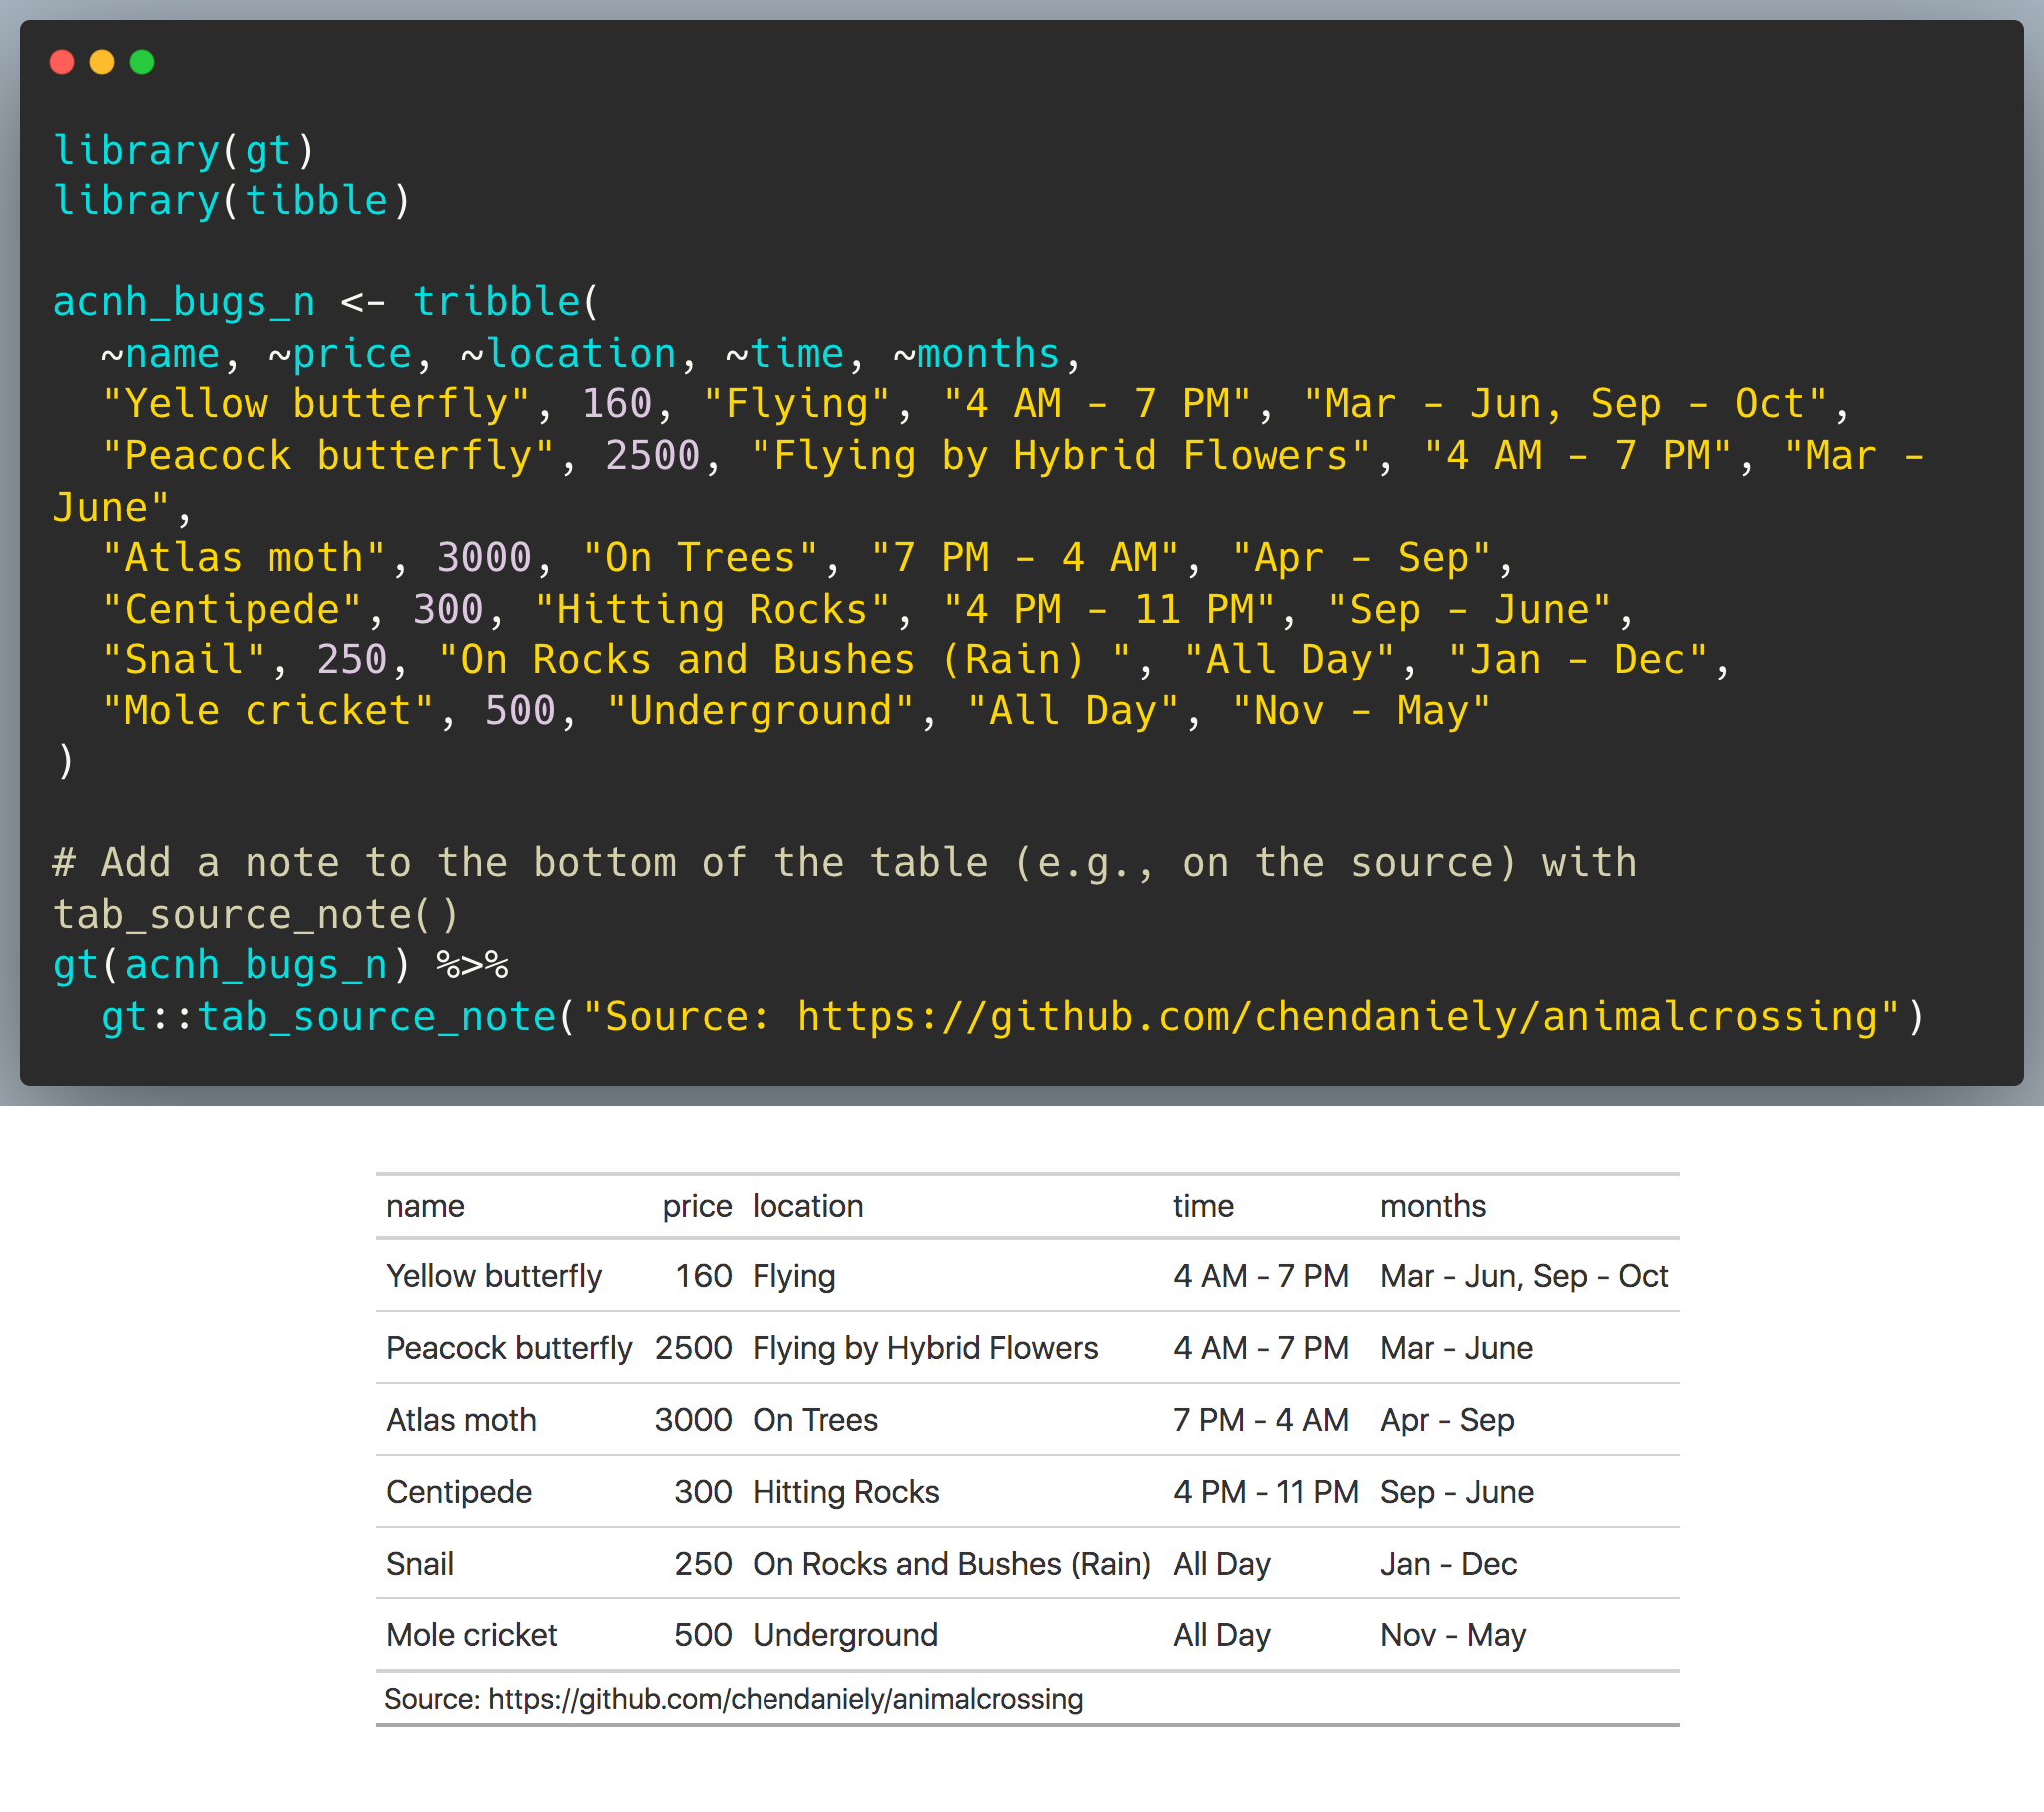 library(gt)
library(tibble)
acnh_bugs_n <- tribble(
  ~name, ~price, ~location, ~time, ~months,
  "Yellow butterfly", 160, "Flying", "4 AM - 7 PM", "Mar - Jun, Sep - Oct",
  "Peacock butterfly", 2500, "Flying by Hybrid Flowers", "4 AM - 7 PM", "Mar -
June",
  "Atlas moth", 3000, "On Trees", "7 PM - 4 AM", "Apr - Sep",
  "Centipede", 300, "Hitting Rocks", "4 PM - 11 PM", "Sep - June",
  "Snail", 250, "On Rocks and Bushes (Rain) ", "All Day", "Jan - Dec",
  "Mole cricket", 500, "Underground", "All Day", "Nov - May"
)
# Add a note to the bottom of the table (e.g., on the source) with
tab_source_note()
gt(acnh_bugs_n) %>%
  gt::tab_source_note("Source: https://github.com/chendaniely/animalcrossing")
name price location time months
Yellow butterfly 160 Flying 4 AM - 7 PM Mar - Jun, Sep - Oct
Peacock butterfly 2500 Flying by Hybrid Flowers 4 AM - 7 PM Mar - June
Atlas moth 3000 On Trees 7 PM - 4 AM Apr - Sep
Centipede 300 Hitting Rocks 4 PM - 11 PM Sep - June
Snail 250 On Rocks and Bushes (Rain) All Day Jan - Dec
Mole cricket 500 Underground All Day Nov - May
Source: https://github.com/chendaniely/animalcrossing